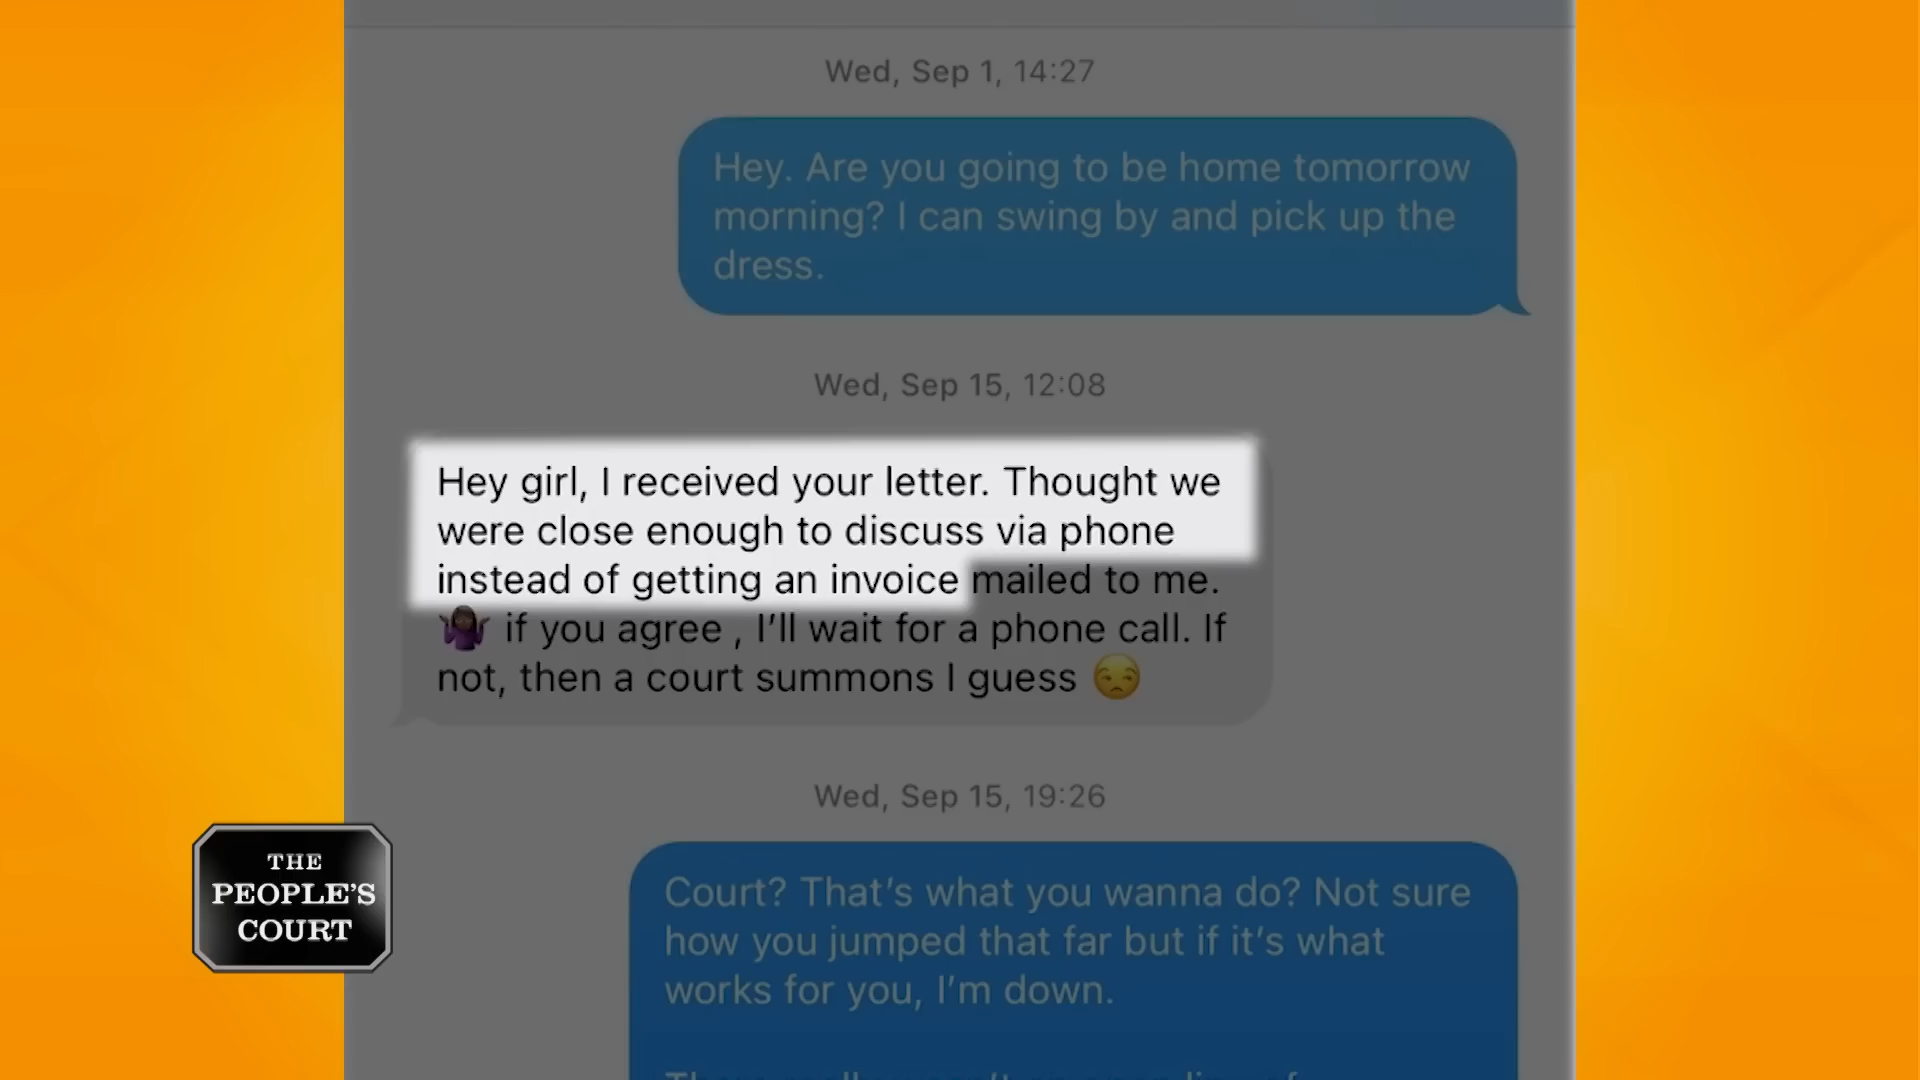 Wed, Sep 1, 14:27
Hey. Are you going to be home tomorrow
morning? I can swing by and pick up the
dress.
Wed, Sep 15, 12:08
Hey girl, I received your letter. Thought we
were close enough to discuss via phone
instead of getting an invoice mailed to me.
🤷🏾‍♀️ if you agree , I’ll wait for a phone call. If
not, then a court summons I guess 😒
Wed, Sep 15, 19:26
Court? That’s what you wanna do? Not sure
how you jumped that far but if it’s what
works for you, I’m down.
THE
PEOPLE'S
COURT